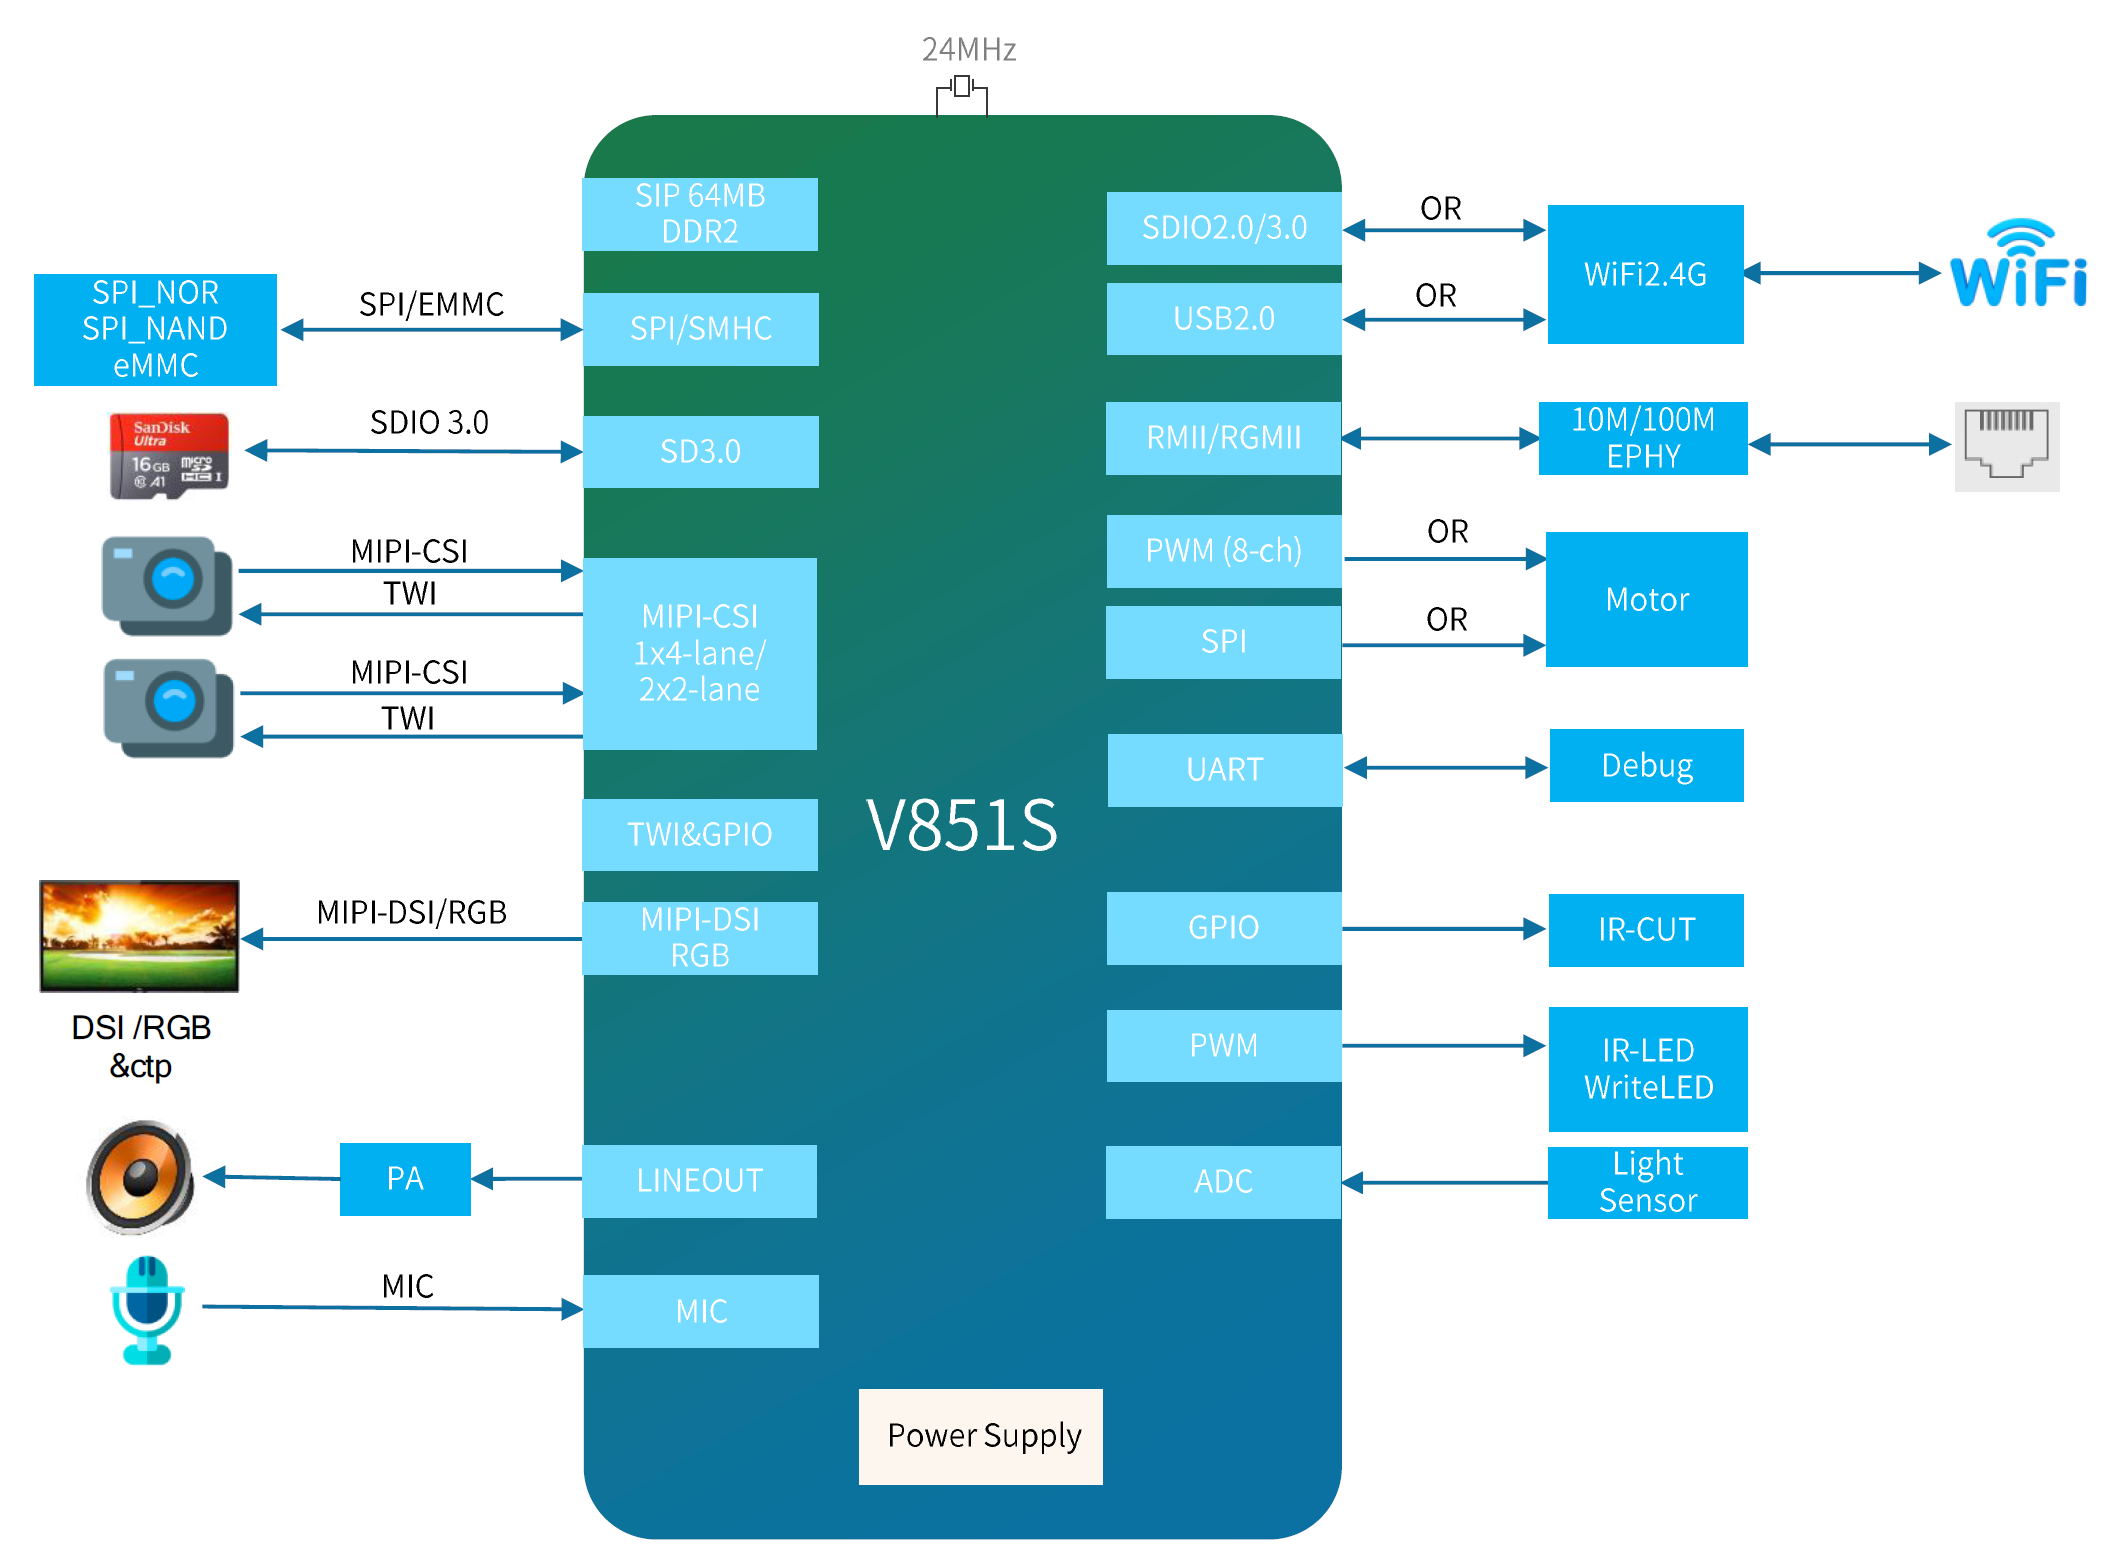 24MHz
SIP 64MB
DDR2
SPI_NOR
SPI_NAND
eMMC
SPI/EMMC
SPI/SMHC
SanDisk
Ultra
16GB
micro
SDHC I
10 A1
SDIO 3.0
SD3.0
MIPI-CSI
TWI
MIPI-CSI
TWI
MIPI-CSI
1x4-lane/
2x2-lane
TWI&GPIO
MIPI-DSI/RGB
MIPI-DSI
RGB
DSI /RGB
&ctp
PA
LINEOUT
MIC
MIC
V851S
Power Supply
SDIO2.0/3.0
OR
USB2.0
OR
WiFi2.4G
WiFi
RMII/RGMII
10M/100M
EPHY
PWM (8-ch)
OR
SPI
OR
Motor
UART
Debug
GPIO
IR-CUT
PWM
IR-LED
WriteLED
ADC
Light
Sensor